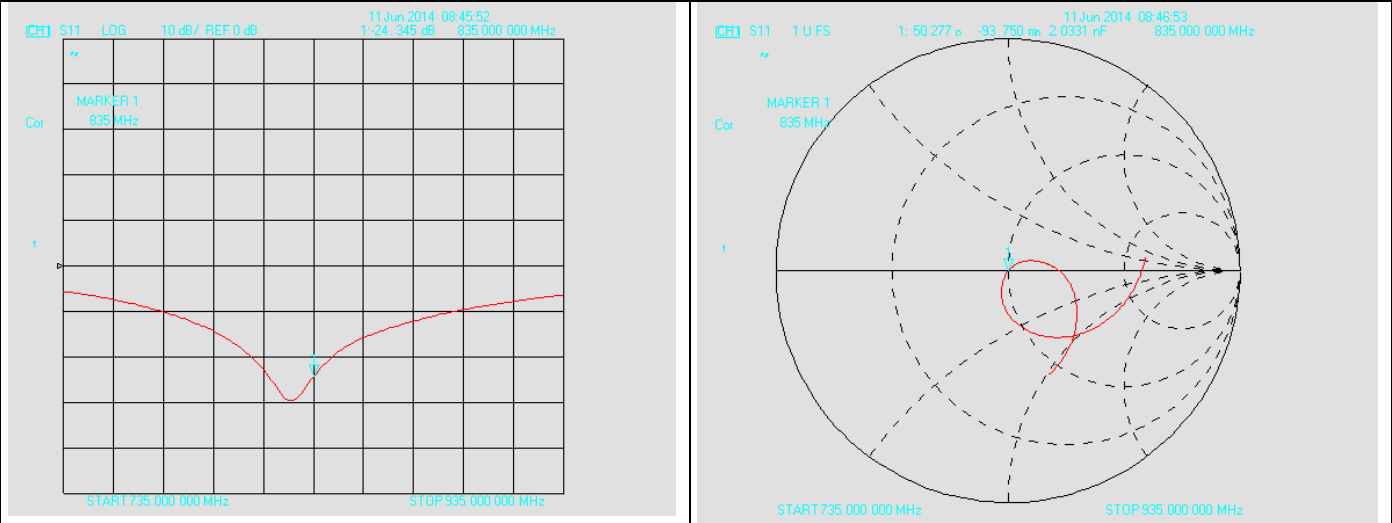 11 Jun 2014 08:45:52
CH1 S11 LOG 10 dB/ REF 0 dB 1:-24.345 dB 835.000 000 MHz
MARKER 1
835 MHz
Cor
1
1
START 735.000 000 MHz STOP 935.000 000 MHz
11 Jun 2014 08:46:53
CH1 S11 1 U FS 1: 50.277 Ω -93.750 mΩ 2.0331 nF 835.000 000 MHz
MARKER 1
835 MHz
Cor
1
1
START 735.000 000 MHz STOP 935.000 000 MHz